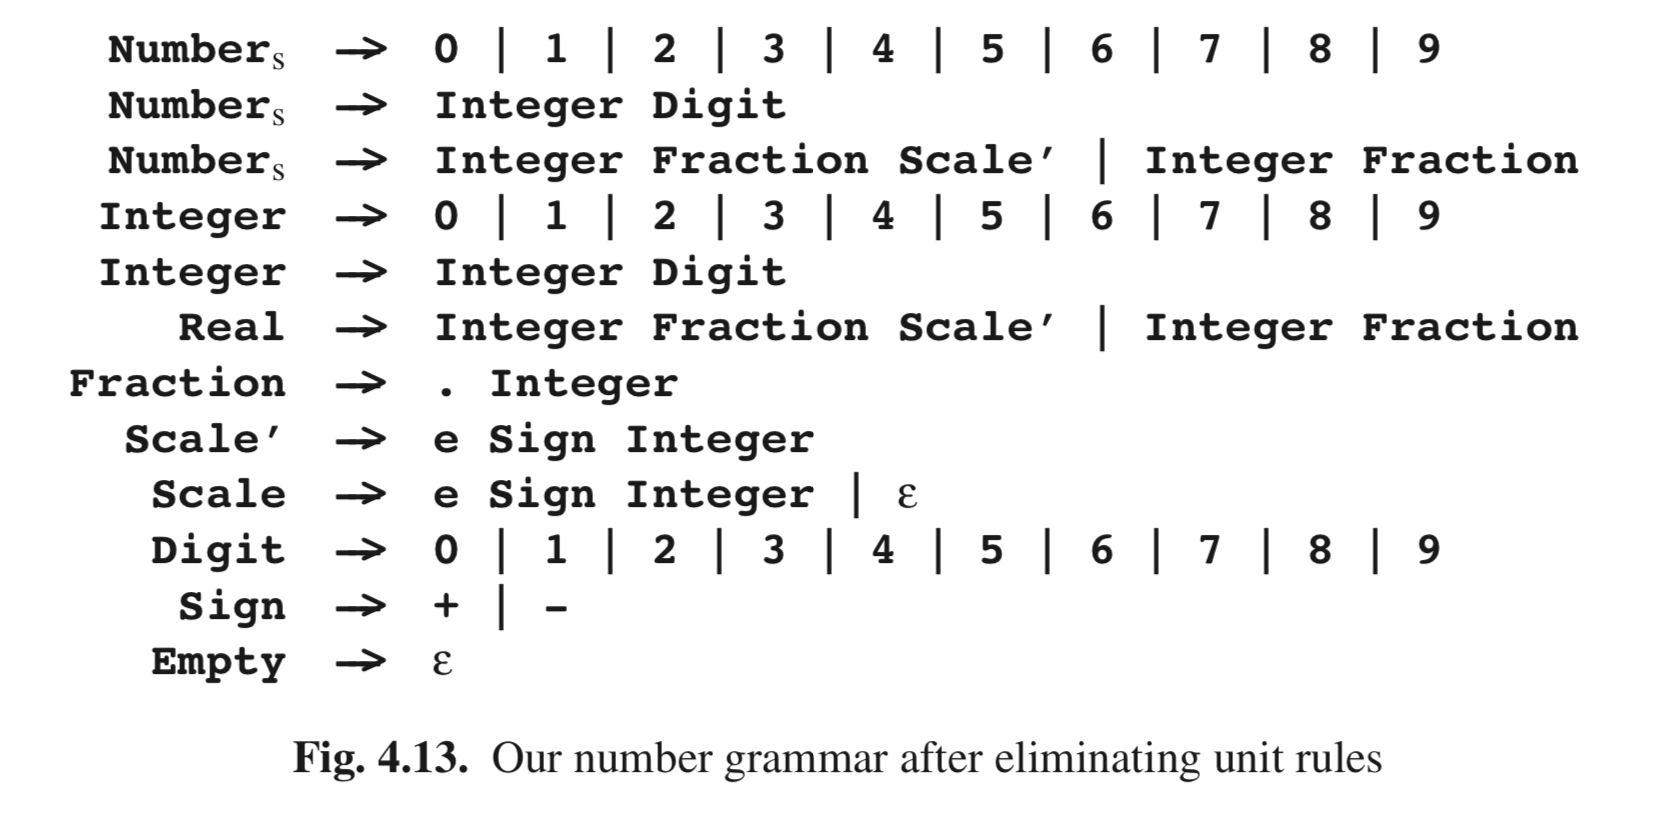 Numberₛ → 0 | 1 | 2 | 3 | 4 | 5 | 6 | 7 | 8 | 9
Numberₛ → Integer Digit
Numberₛ → Integer Fraction Scale′ | Integer Fraction
Integer → 0 | 1 | 2 | 3 | 4 | 5 | 6 | 7 | 8 | 9
Integer → Integer Digit
Real → Integer Fraction Scale′ | Integer Fraction
Fraction → . Integer
Scale′ → e Sign Integer
Scale → e Sign Integer | ε
Digit → 0 | 1 | 2 | 3 | 4 | 5 | 6 | 7 | 8 | 9
Sign → + | -
Empty → ε
Fig. 4.13. Our number grammar after eliminating unit rules